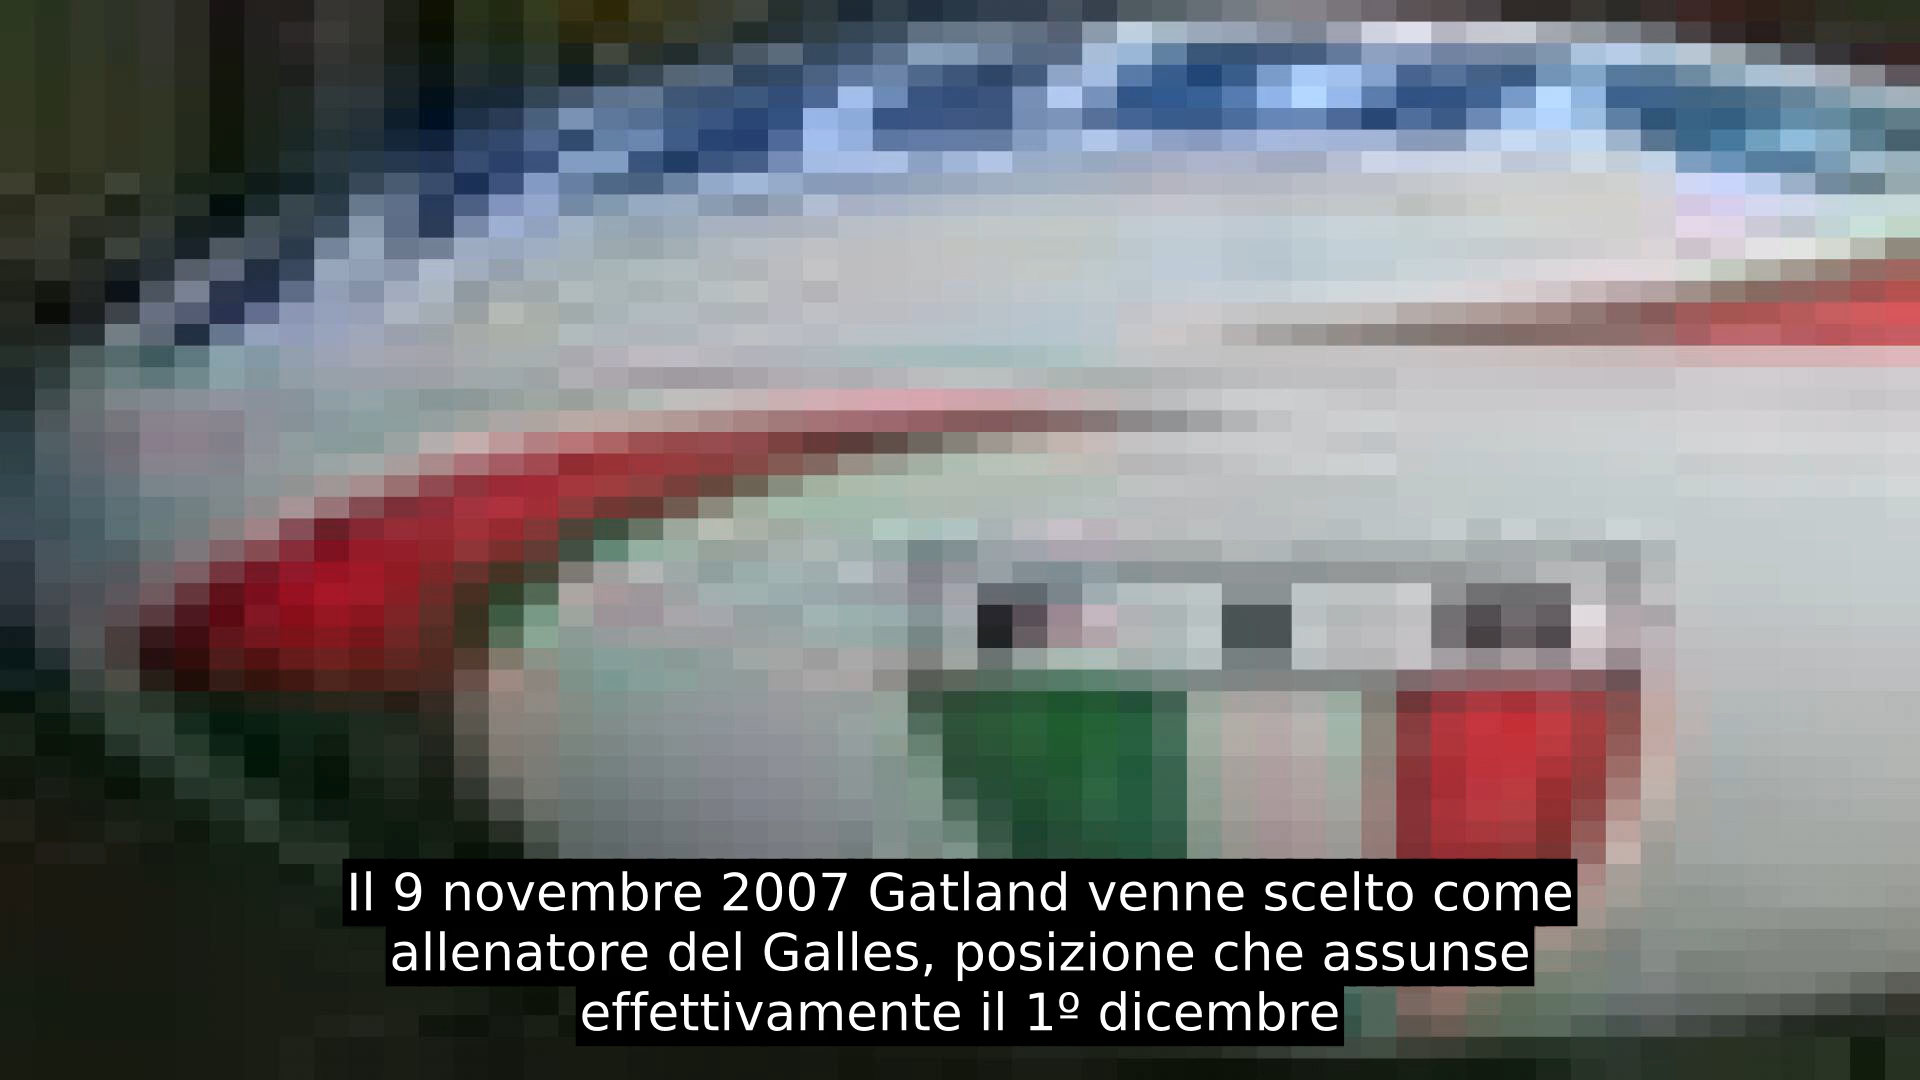 Il 9 novembre 2007 Gatland venne scelto come
allenatore del Galles, posizione che assunse
effettivamente il 1º dicembre